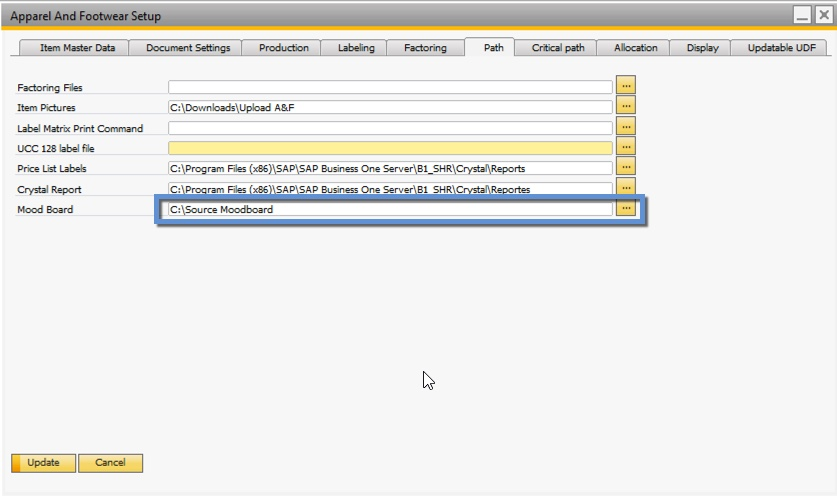 Apparel And Footwear Setup
Item Master Data Document Settings Production Labeling Factoring Path Critical path Allocation Display Updatable UDF
Factoring Files ...
Item Pictures C:\Downloads\Upload A&F ...
Label Matrix Print Command ...
UCC 128 label file ...
Price List Labels C:\Program Files (x86)\SAP\SAP Business One Server\B1_SHR\Crystal\Reports ...
Crystal Report C:\Program Files (x86)\SAP\SAP Business One Server\B1_SHR\Crystal\Reportes ...
Mood Board C:\Source Moodboard ...
Update Cancel